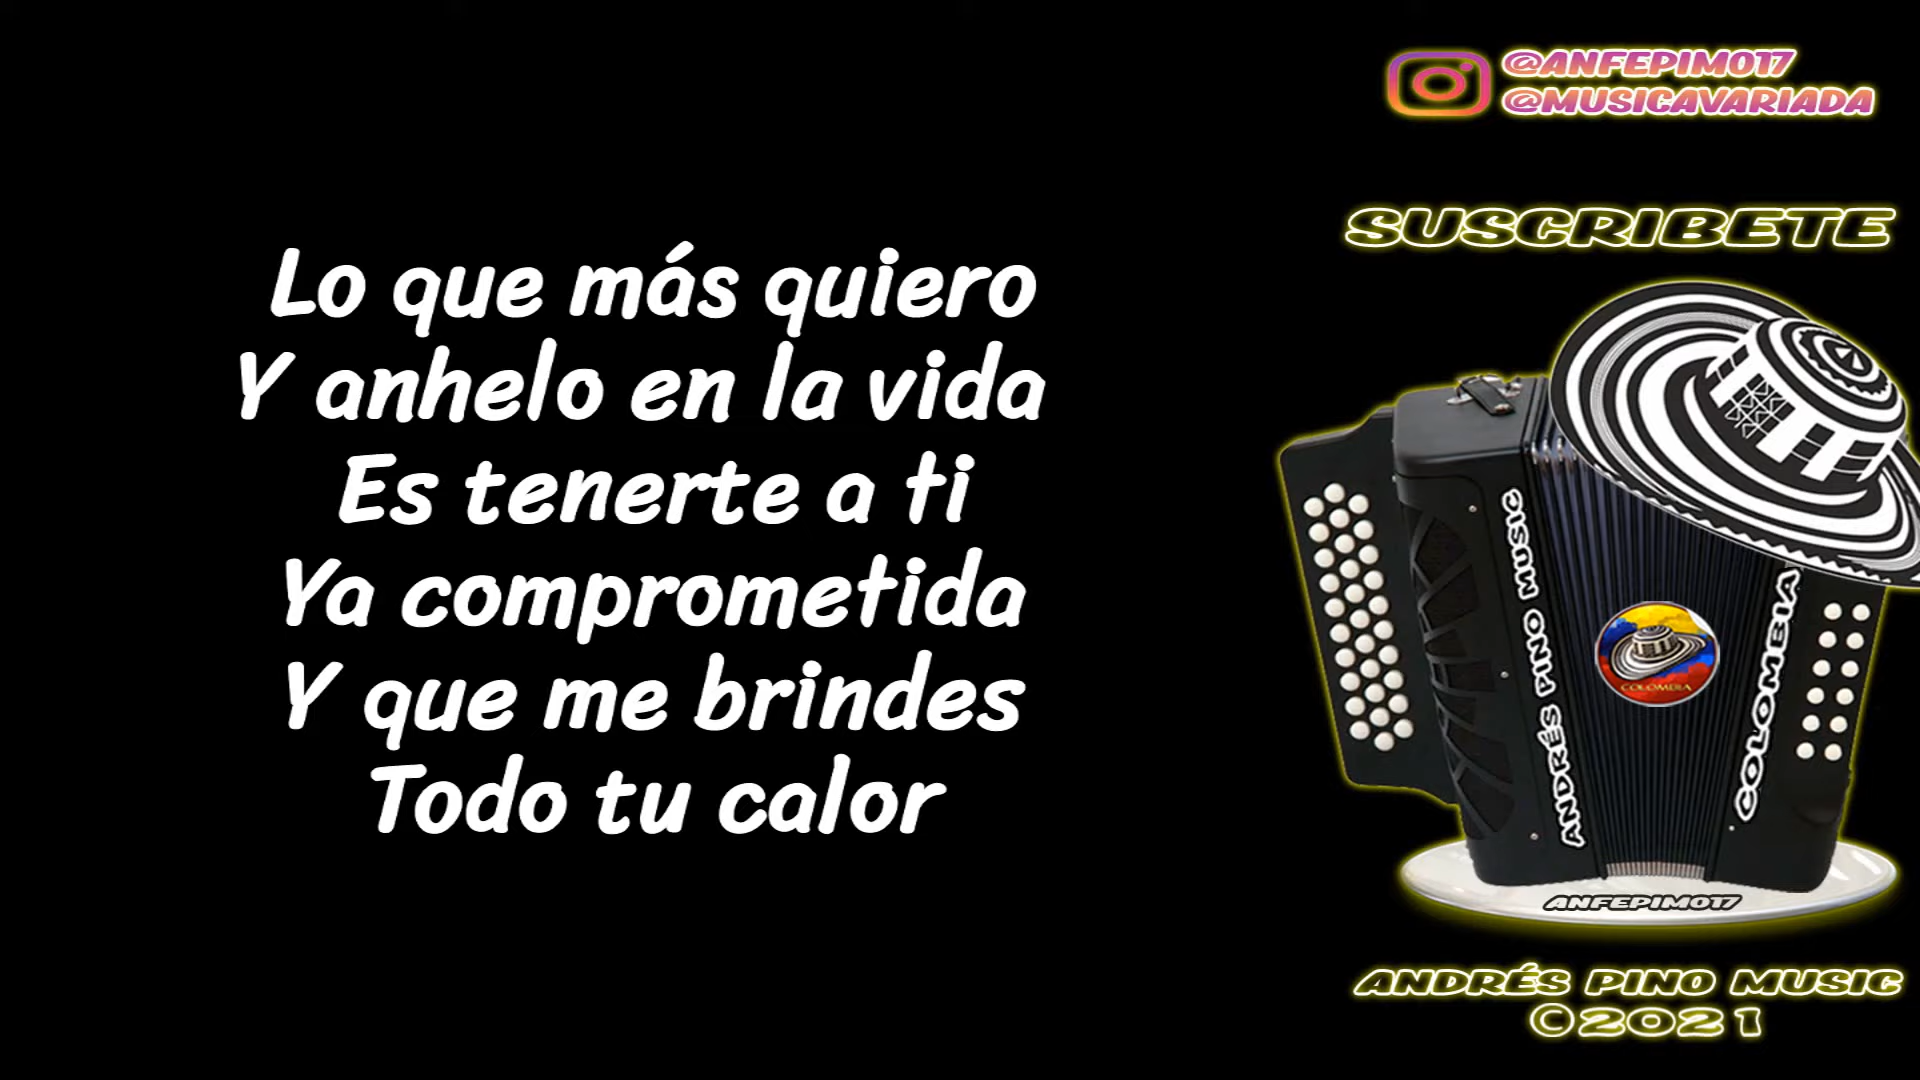 @ANFEPIMO17
@MUSICAVARIADA
SUSCRIBETE
Lo que más quiero
Y anhelo en la vida
Es tenerte a ti
Ya comprometida
Y que me brindes
Todo tu calor
ANDRÉS PINO MUSIC
COLOMBIA
COLOMBIA
ANFEPIMO17
ANDRÉS PINO MUSIC
©2021